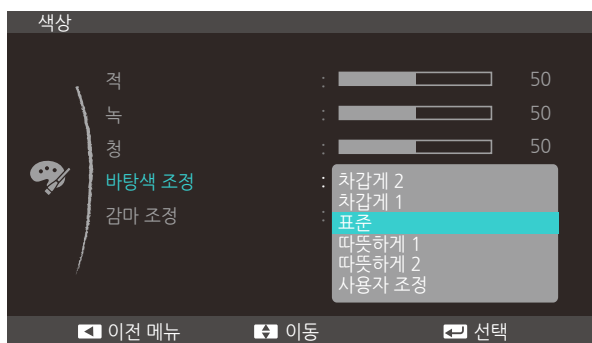 색상
적 : 50
녹 : 50
청 : 50
바탕색 조정 : 차갑게 2
차갑게 1
감마 조정 : 표준
따뜻하게 1
따뜻하게 2
사용자 조정
이전 메뉴 이동 선택